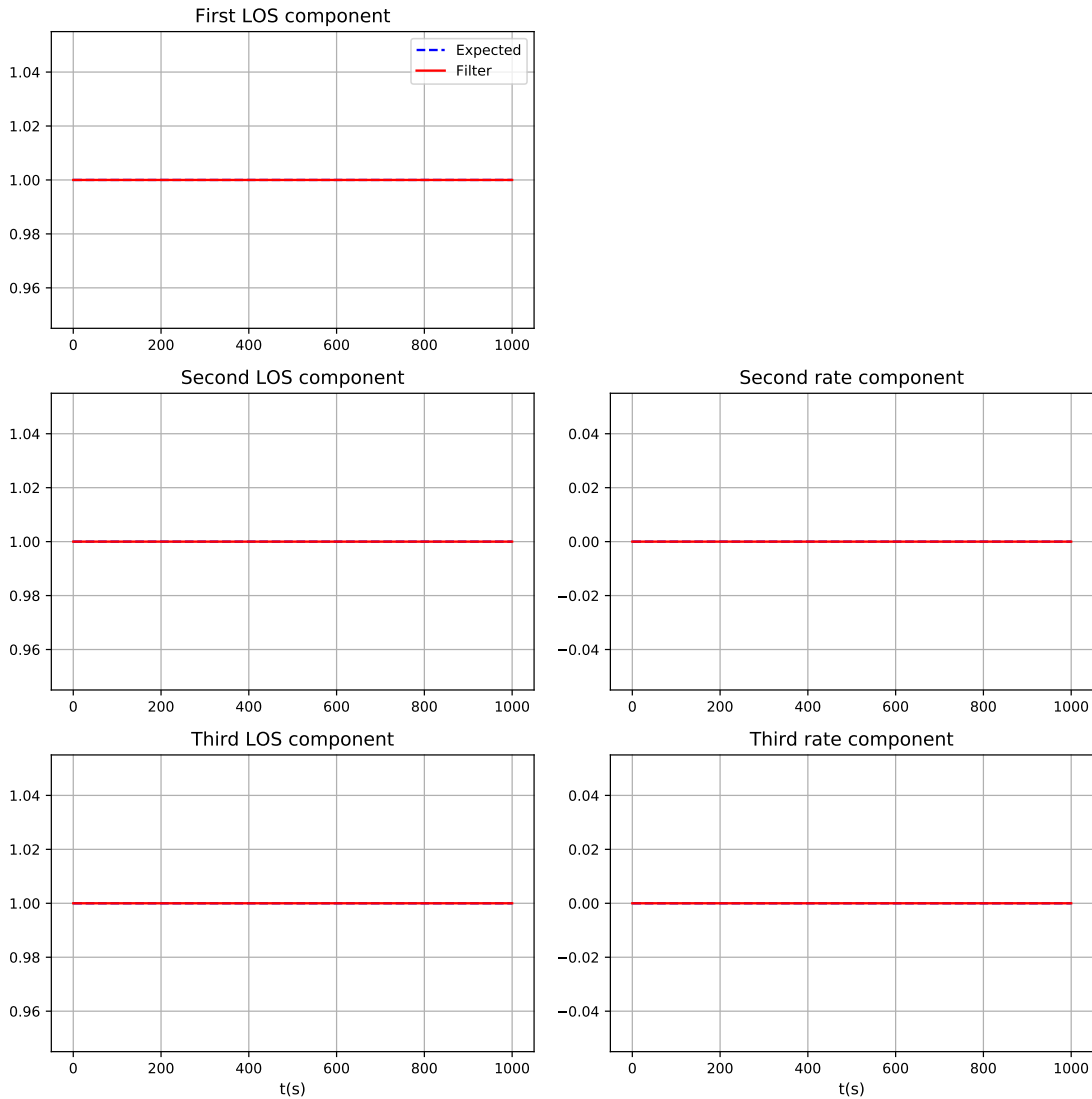 First LOS component
Expected
Filter
1.04
1.02
1.00
0.98
0.96
0 200 400 600 800 1000
Second LOS component
1.04
1.02
1.00
0.98
0.96
0 200 400 600 800 1000
Second rate component
0.04
0.02
0.00
−0.02
−0.04
0 200 400 600 800 1000
Third LOS component
1.04
1.02
1.00
0.98
0.96
0 200 400 600 800 1000
t(s)
Third rate component
0.04
0.02
0.00
−0.02
−0.04
0 200 400 600 800 1000
t(s)